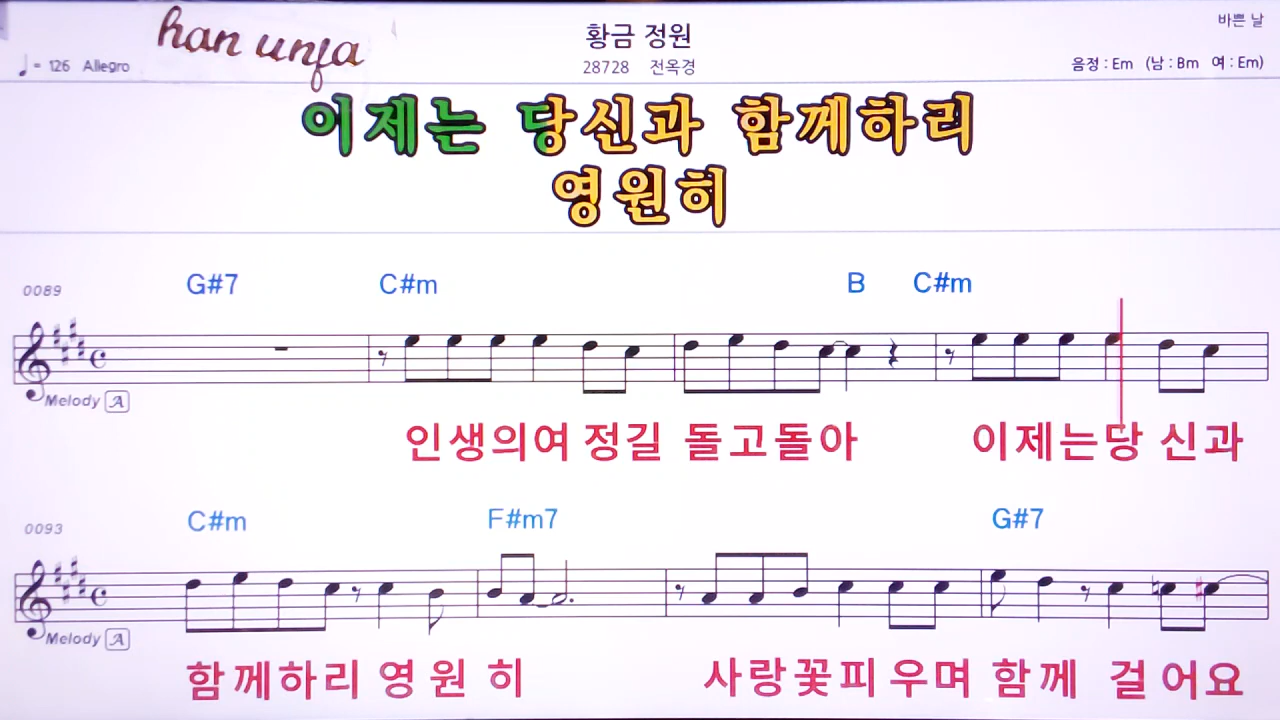 han unja
황금 정원
바쁜 날
♩= 126 Allegro
28728 전옥경
음정 : Em (남 : Bm 여 : Em)
이제는 당신과 함께하리
영원히
0089 G#7 C#m B C#m
Melody A
인생의여 정길 돌고돌아 이제는당 신과
0093 C#m F#m7 G#7
Melody A
함께하리 영 원 히 사랑꽃피 우며 함께 걸 어요